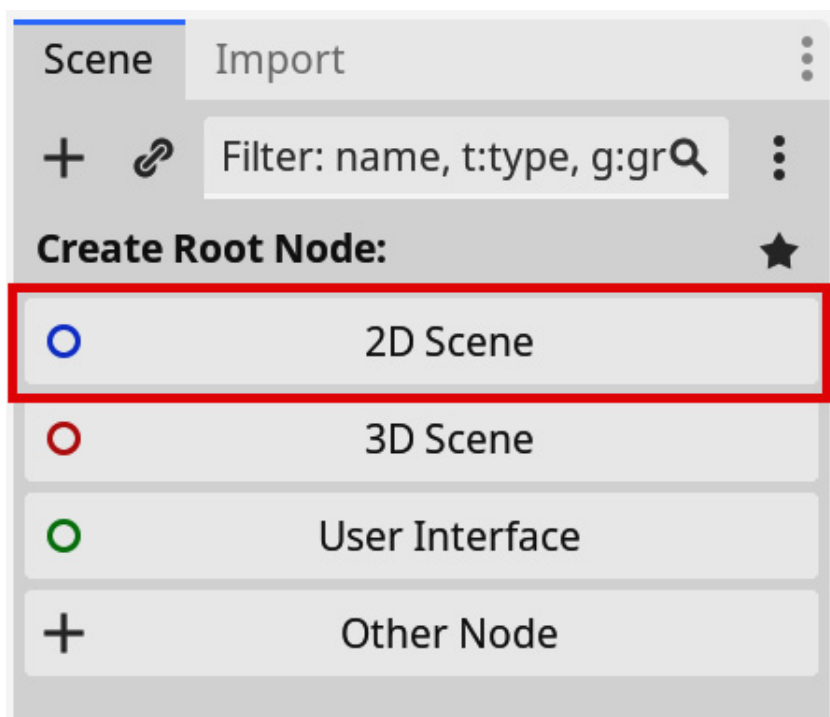 Scene Import
Filter: name, t:type, g:gr
Create Root Node:
2D Scene
3D Scene
User Interface
Other Node